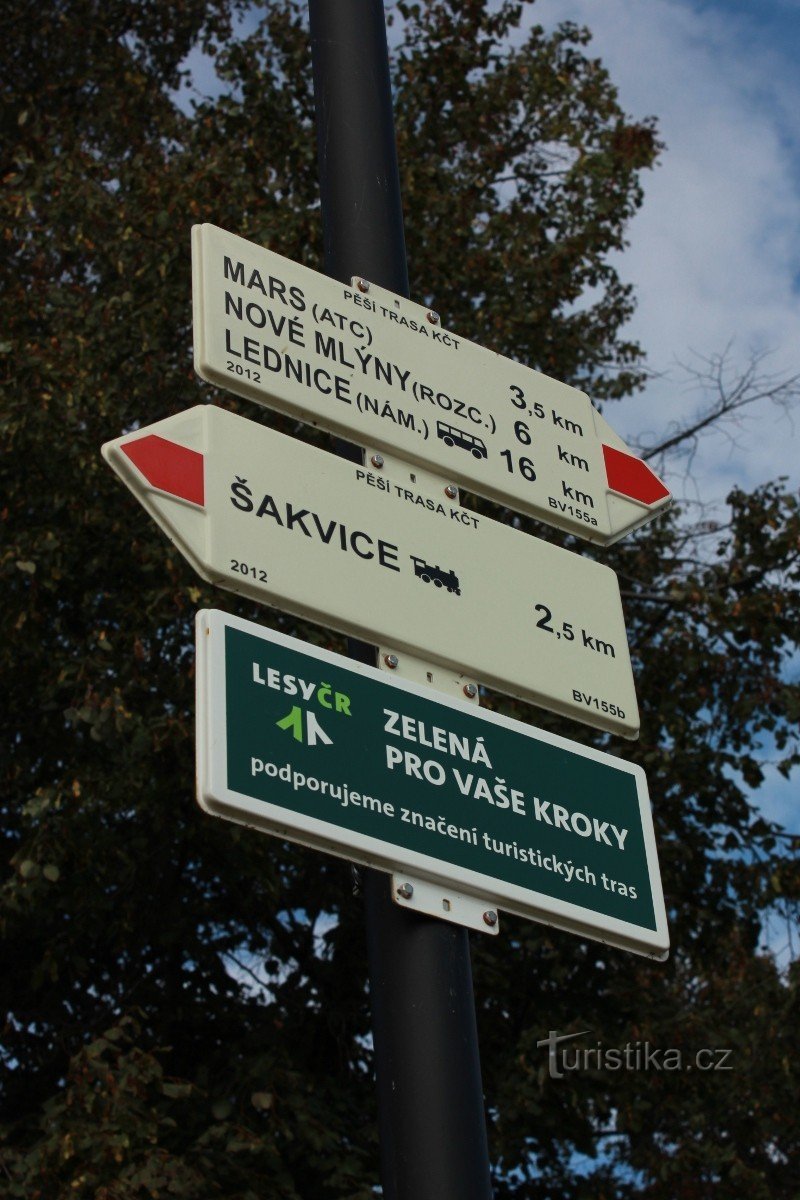 PĚŠÍ TRASA KČT
MARS (ATC) 3,5 km
NOVÉ MLÝNY (ROZC.) 6 km
LEDNICE (NÁM.) 16 km
2012 BV155a
PĚŠÍ TRASA KČT
ŠAKVICE 2,5 km
2012 BV155b
LESYČR
ZELENÁ
PRO VAŠE KROKY
podporujeme značení turistických tras
Turistika.cz